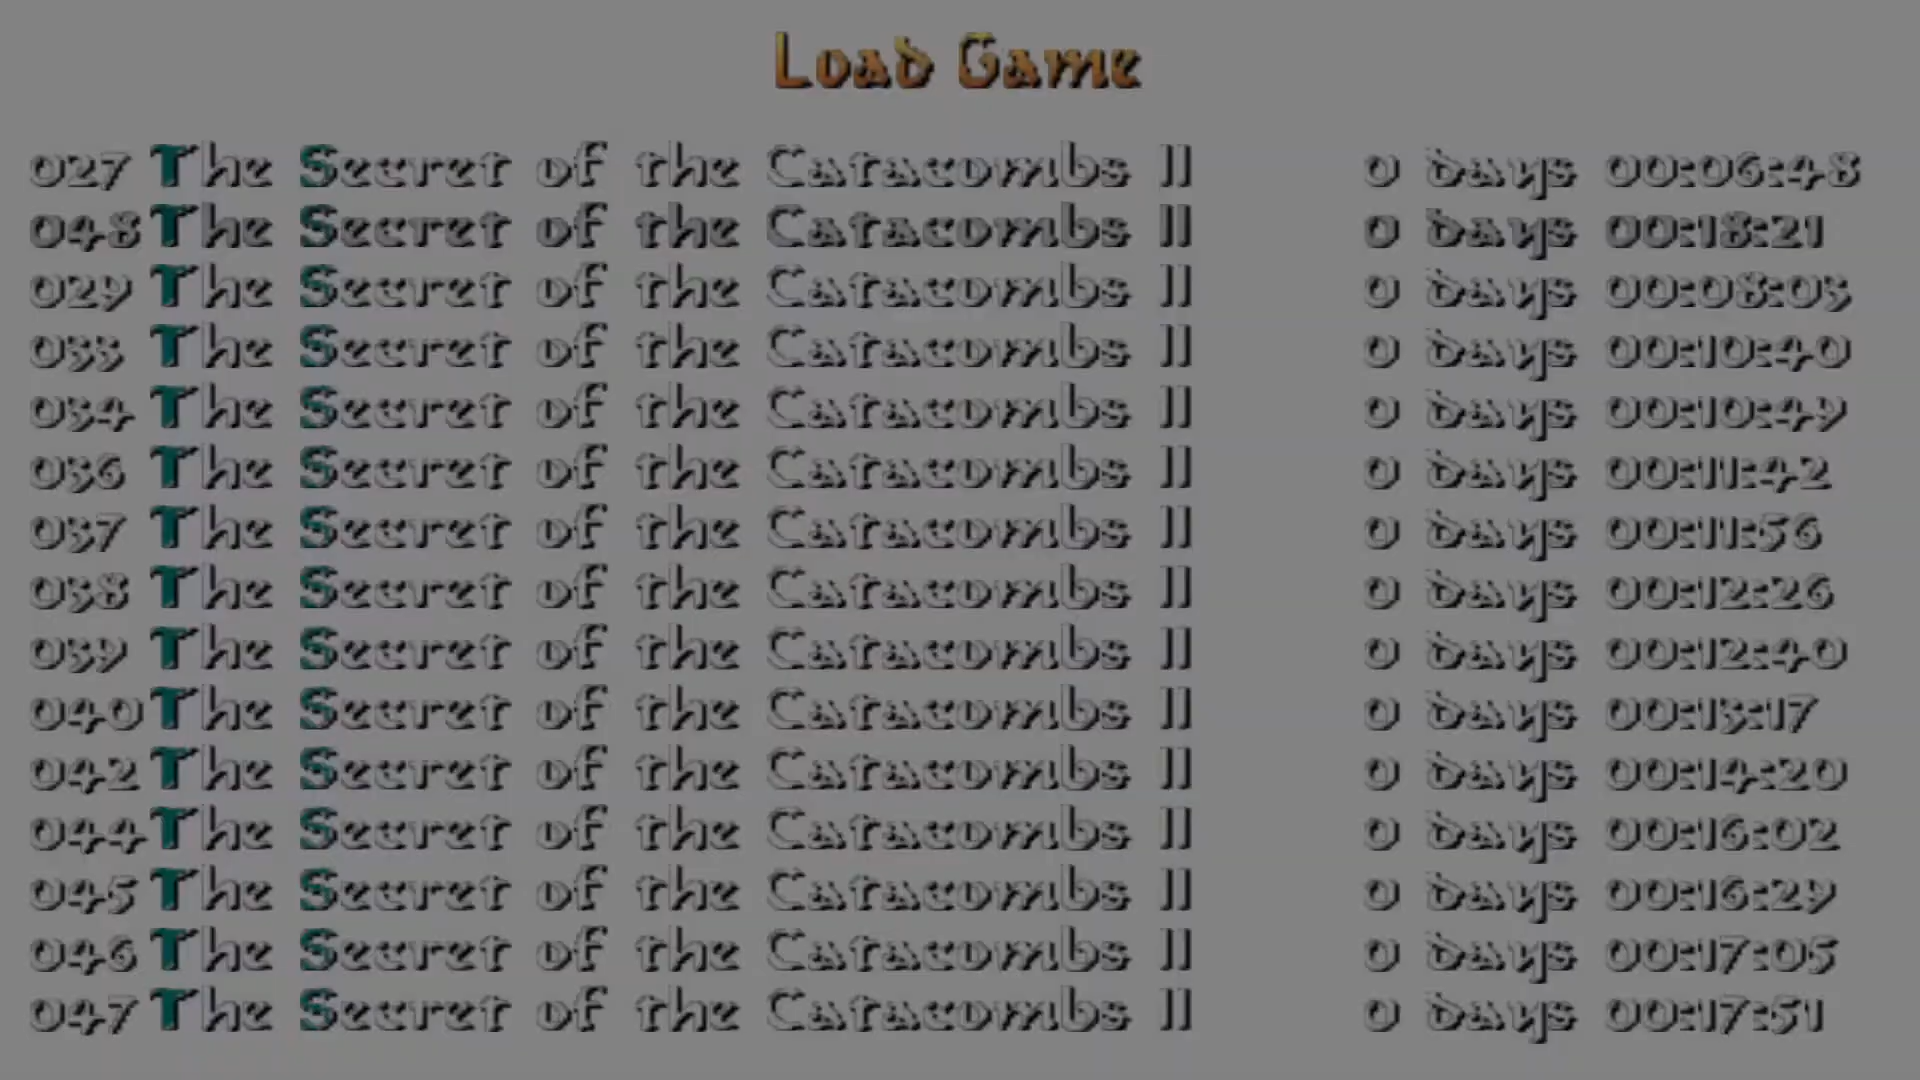 Load Game
027 The Secret of the Catacombs II 0 days 00:06:48
048 The Secret of the Catacombs II 0 days 00:18:21
029 The Secret of the Catacombs II 0 days 00:08:03
033 The Secret of the Catacombs II 0 days 00:10:40
034 The Secret of the Catacombs II 0 days 00:10:49
036 The Secret of the Catacombs II 0 days 00:11:42
037 The Secret of the Catacombs II 0 days 00:11:56
038 The Secret of the Catacombs II 0 days 00:12:26
039 The Secret of the Catacombs II 0 days 00:12:40
040 The Secret of the Catacombs II 0 days 00:13:17
042 The Secret of the Catacombs II 0 days 00:14:20
044 The Secret of the Catacombs II 0 days 00:16:02
045 The Secret of the Catacombs II 0 days 00:16:29
046 The Secret of the Catacombs II 0 days 00:17:05
047 The Secret of the Catacombs II 0 days 00:17:51